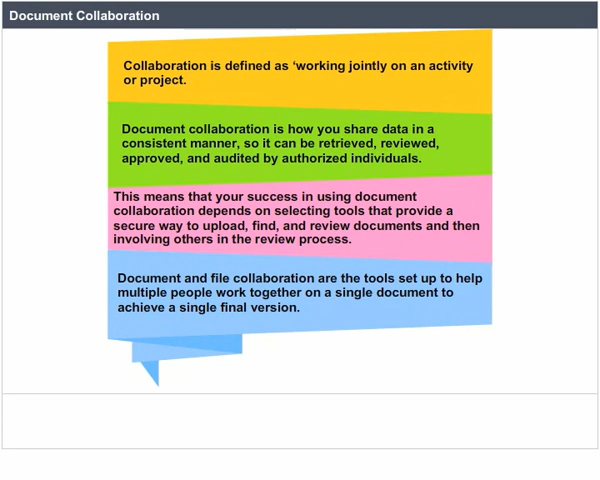 Document Collaboration
Collaboration is defined as ‘working jointly on an activity
or project.
Document collaboration is how you share data in a
consistent manner, so it can be retrieved, reviewed,
approved, and audited by authorized individuals.
This means that your success in using document
collaboration depends on selecting tools that provide a
secure way to upload, find, and review documents and then
involving others in the review process.
Document and file collaboration are the tools set up to help
multiple people work together on a single document to
achieve a single final version.